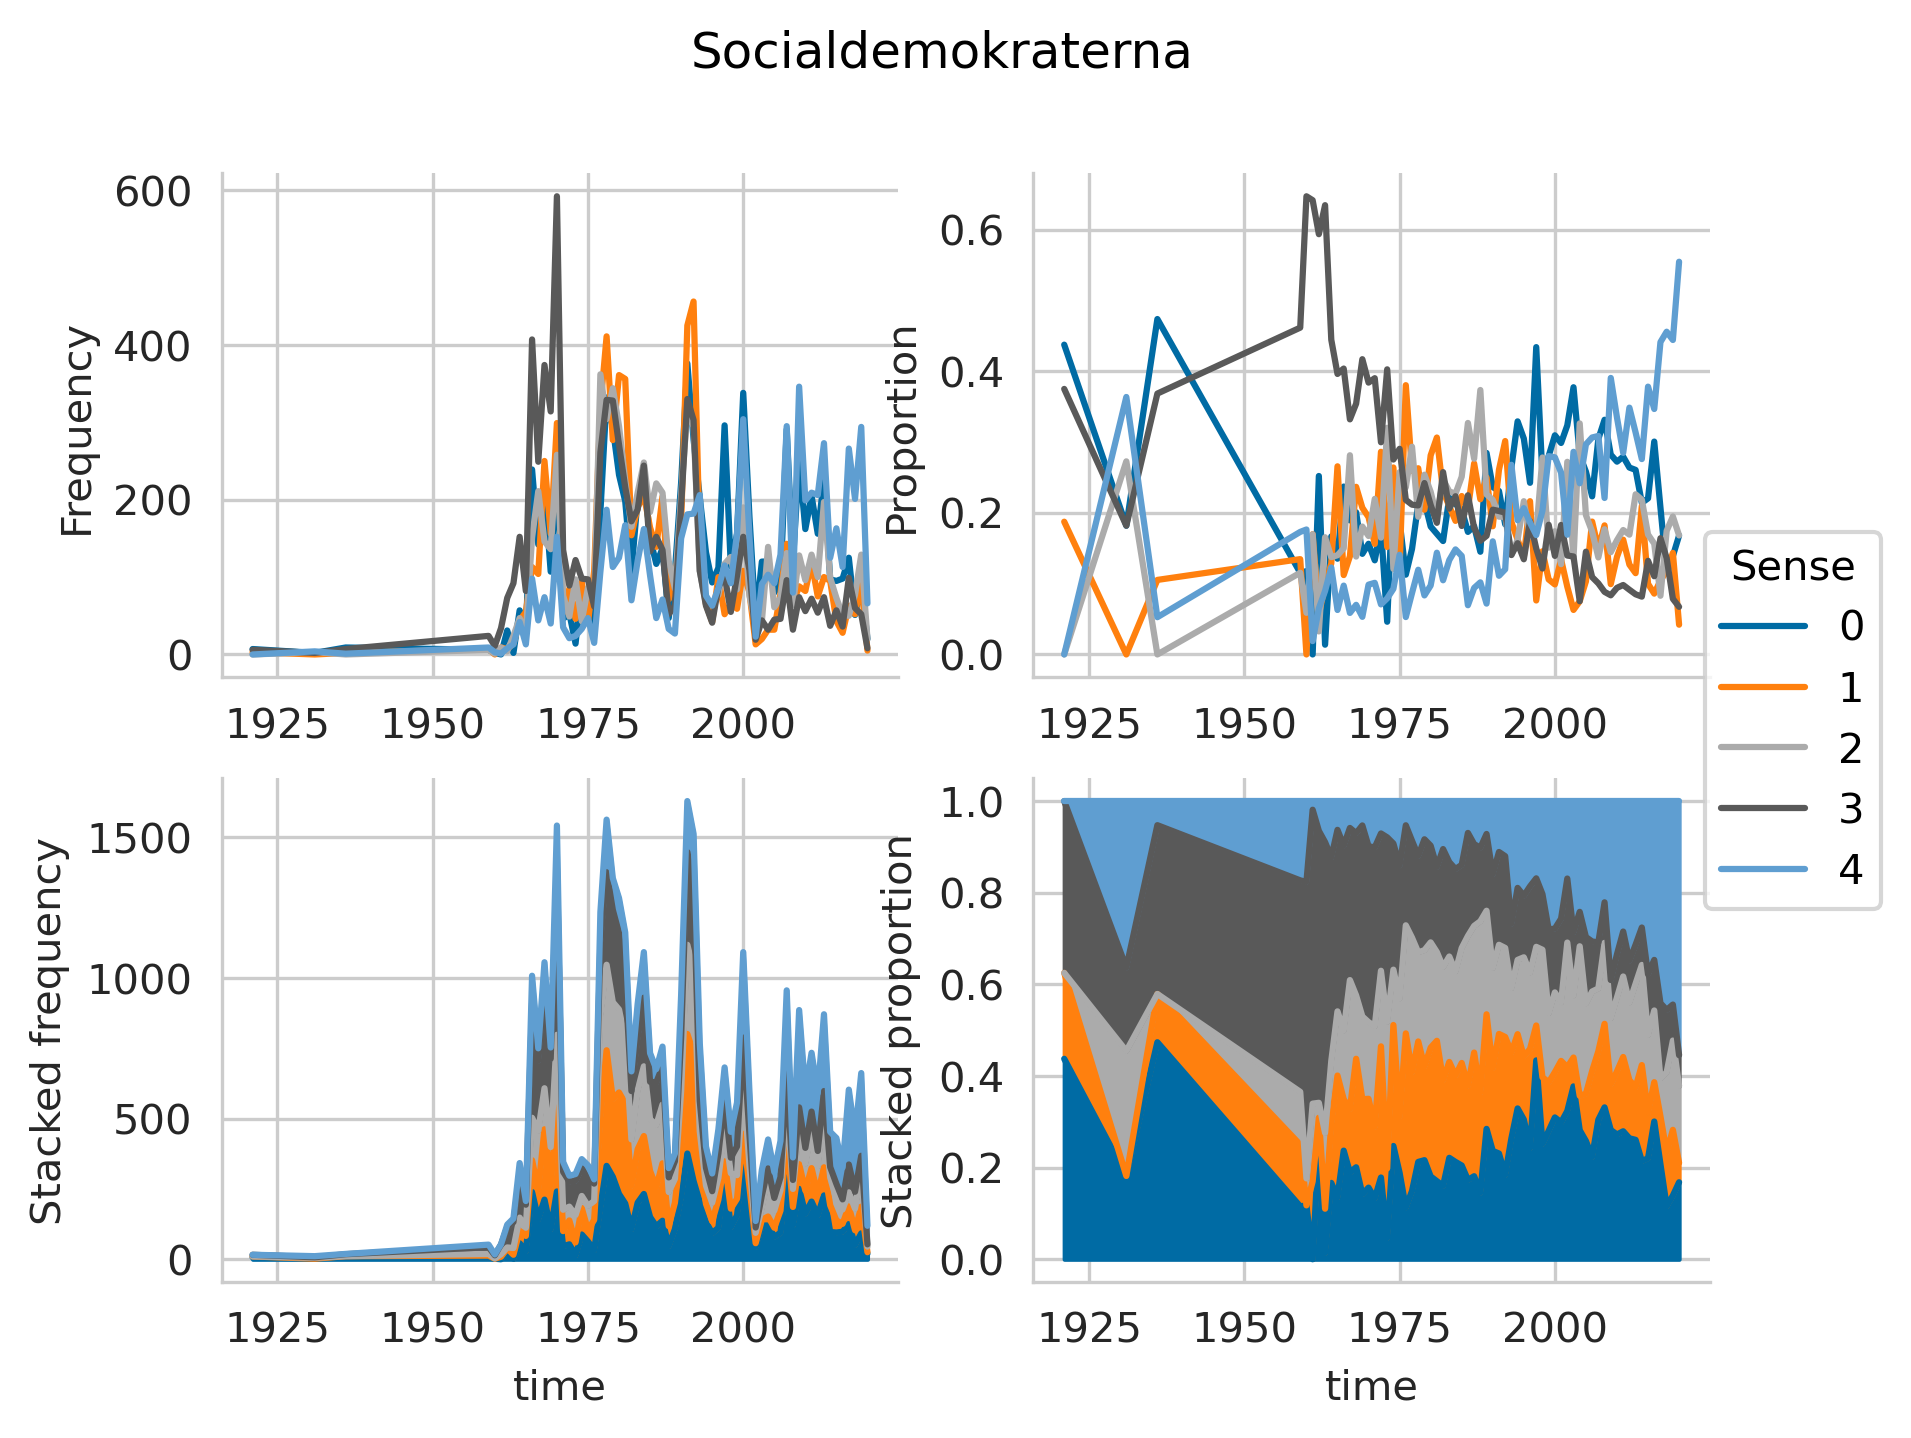 Socialdemokraterna
Frequency
600
400
200
0
1925 1950 1975 2000
Proportion
0.6
0.4
0.2
0.0
1925 1950 1975 2000
Sense
0
1
2
3
4
Stacked frequency
1500
1000
500
0
1925 1950 1975 2000
time
Stacked proportion
1.0
0.8
0.6
0.4
0.2
0.0
1925 1950 1975 2000
time